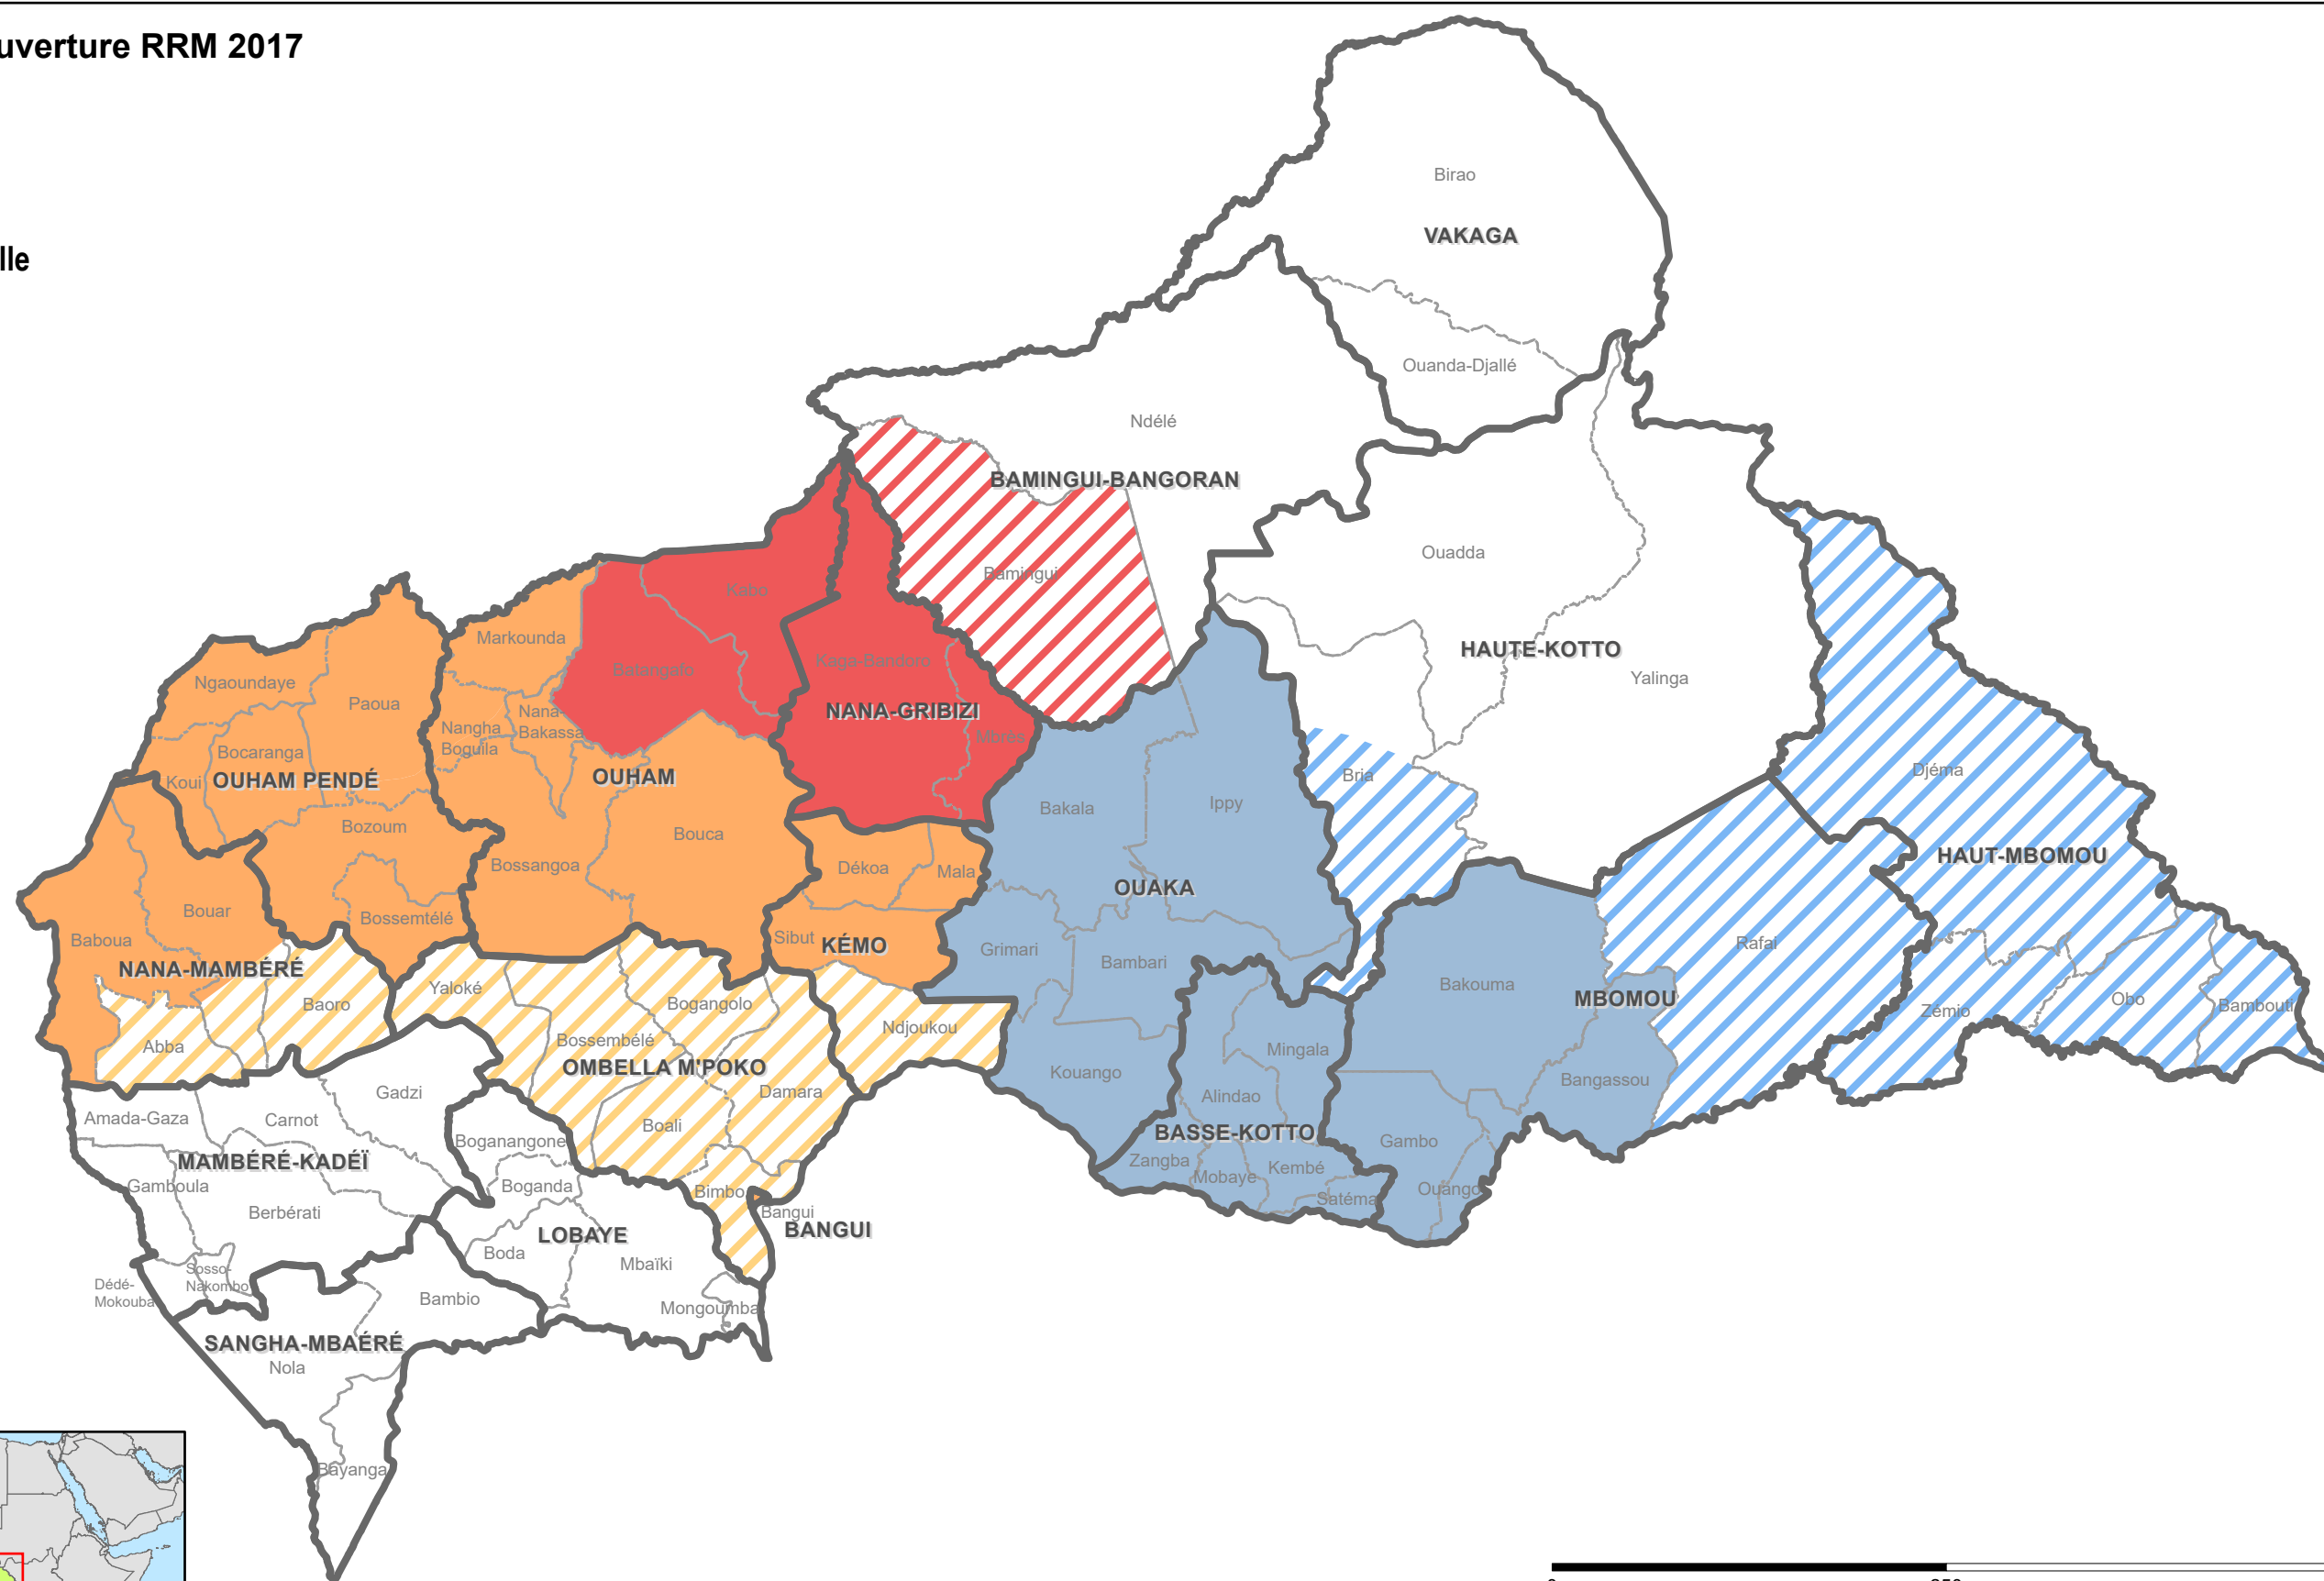 uverture RRM 2017
lle
Birao
VAKAGA
Ouanda-Djallé
Ndélé
BAMINGUI-BANGORAN
Bamingui
Ouadda
HAUTE-KOTTO
Yalinga
Kabo
Markounda
Batangafo
Kaga-Bandoro
Ngaoundaye
Paoua
Nana-
Bakassa
Nangha
Boguila
NANA-GRIBIZI
Mbrès
Bocaranga
Koui
OUHAM PENDÉ
OUHAM
Bria
Djéma
Bakala
Ippy
Bozoum
Bouca
Bossangoa
Dékoa
Mala
OUAKA
HAUT-MBOMOU
Bouar
Bossemtélé
Baboua
Sibut
KÉMO
Grimari
Bambari
Rafai
NANA-MAMBÉRÉ
Yaloké
Baoro
Bogangolo
Bakouma
MBOMOU
Obo
Bambouti
Zémio
Ndjoukou
Abba
Bossembélé
OMBELLA M'POKO
Mingala
Kouango
Bangassou
Gadzi
Damara
Alindao
Amada-Gaza
Carnot
Boali
BASSE-KOTTO
Gambo
Boganangone
MAMBÉRÉ-KADÉÏ
Zangba
Kembé
Mobaye
Gamboula
Boganda
Bimbo
Satéma
Ouango
Berbérati
Bangui
BANGUI
LOBAYE
Boda
Mbaïki
Sosso-
Nakombo
Dédé-
Mokouba
Bambio
Mongoumba
SANGHA-MBAÉRÉ
Nola
Bayanga